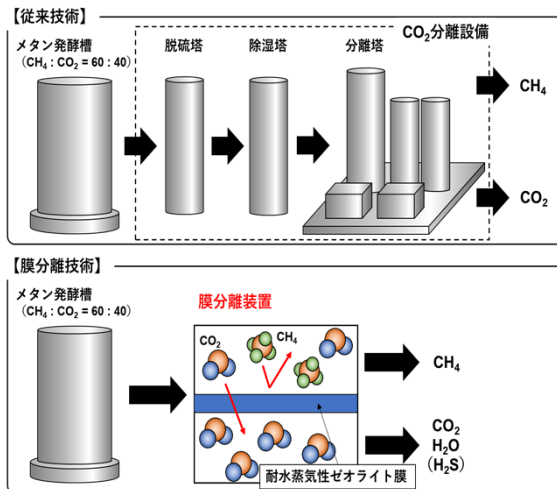 【従来技術】
メタン発酵槽
(CH₄ : CO₂ = 60 : 40)
脱硫塔
除湿塔
CO₂分離設備
分離塔
CH₄
CO₂
【膜分離技術】
メタン発酵槽
(CH₄ : CO₂ = 60 : 40)
膜分離装置
CO₂
CH₄
耐水蒸気性ゼオライト膜
CH₄
CO₂
H₂O
(H₂S)